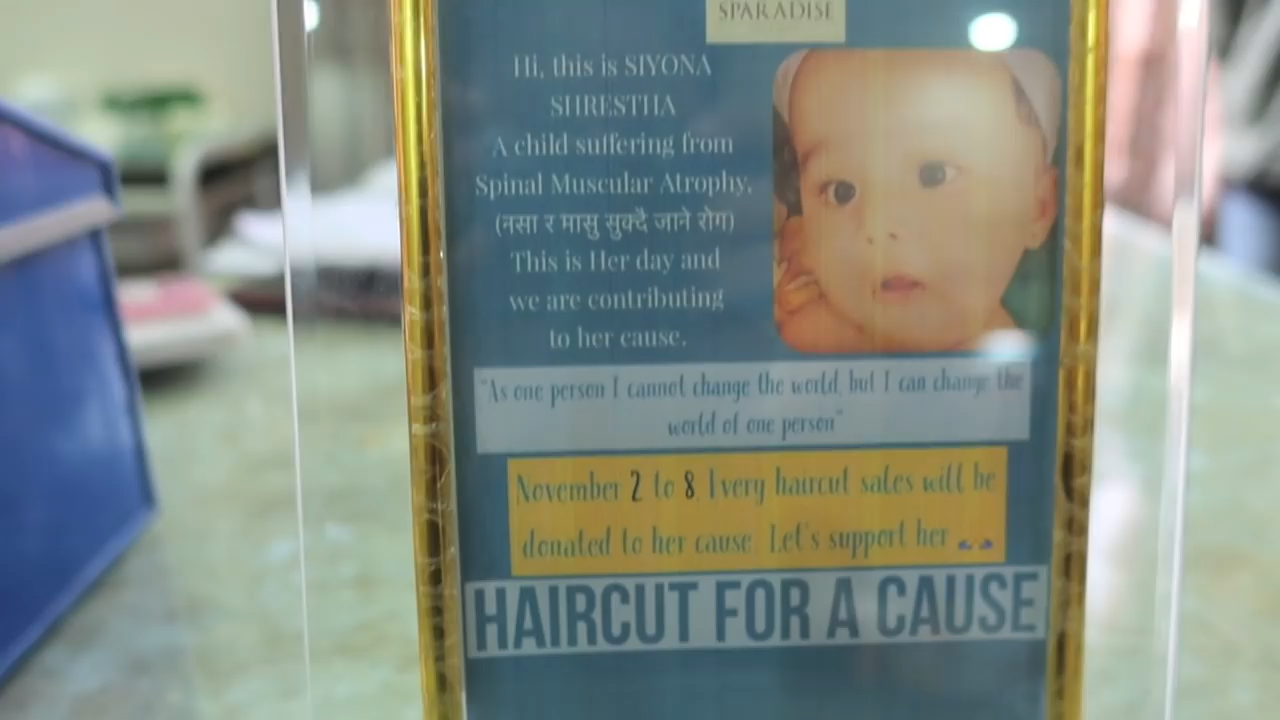 SPARADISE
Hi, this is SIYONA
SHRESTHA
A child suffering from
Spinal Muscular Atrophy.
(नसा र मासु सुक्दै जाने रोग)
This is Her day and
we are contributing
to her cause.
"As one person I cannot change the world, but I can change the
world of one person"
November 2 to 8 Every haircut sales will be
donated to her cause. Let's support her
HAIRCUT FOR A CAUSE